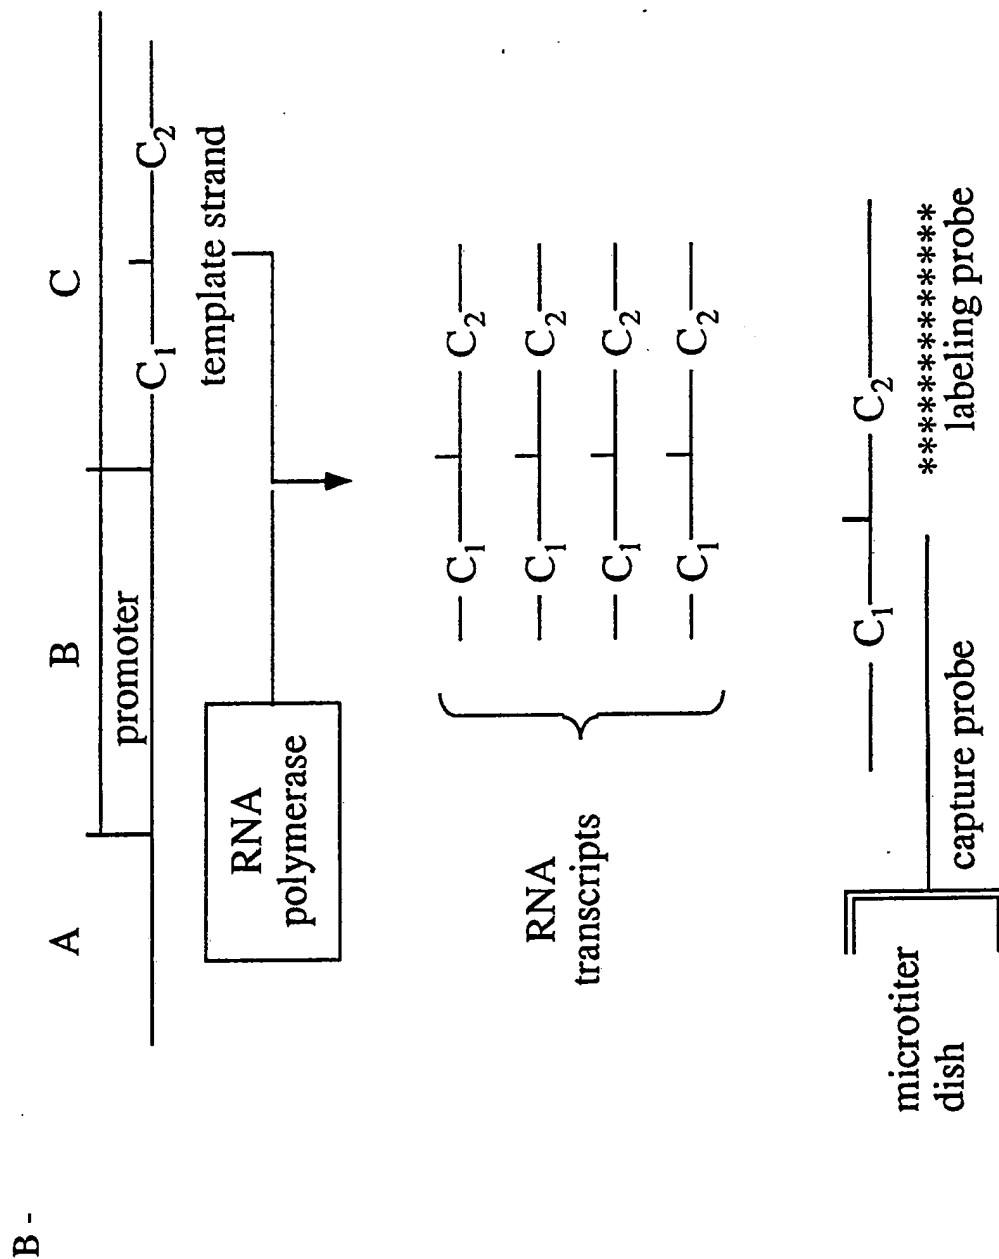 B -
A B C
promoter
C1 C2
template strand
RNA
polymerase
RNA
transcripts
C1 C2
C1 C2
C1 C2
C1 C2
C1 C2
microtiter
dish
capture probe
*************
labeling probe